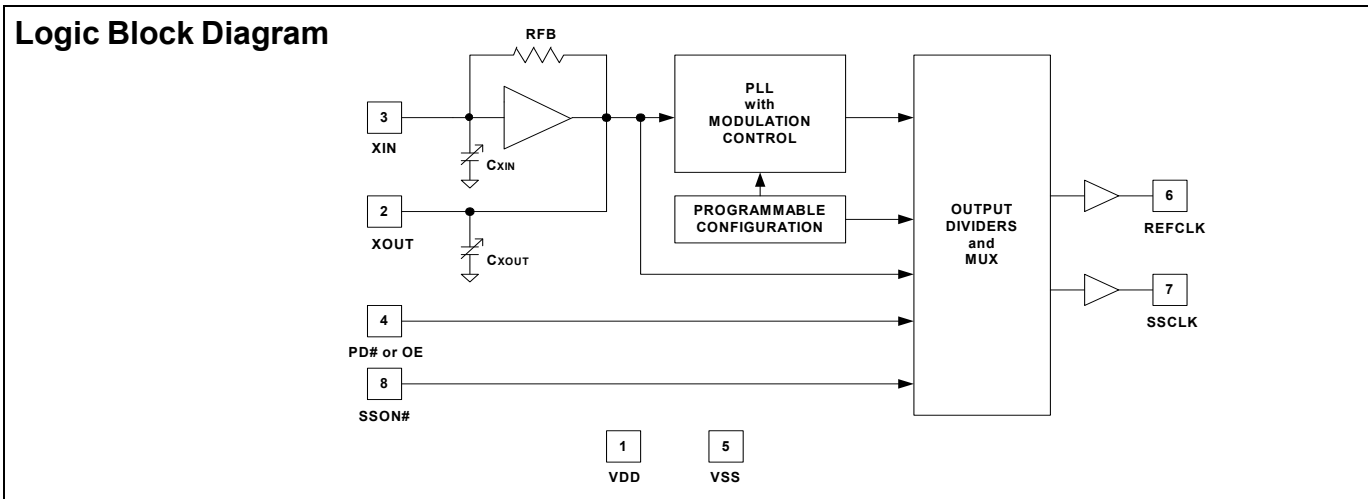 Logic Block Diagram
RFB
3
XIN
CXIN
2
XOUT
CXOUT
4
PD# or OE
8
SSON#
PLL
with
MODULATION
CONTROL
PROGRAMMABLE
CONFIGURATION
OUTPUT
DIVIDERS
and
MUX
6
REFCLK
7
SSCLK
1
VDD
5
VSS